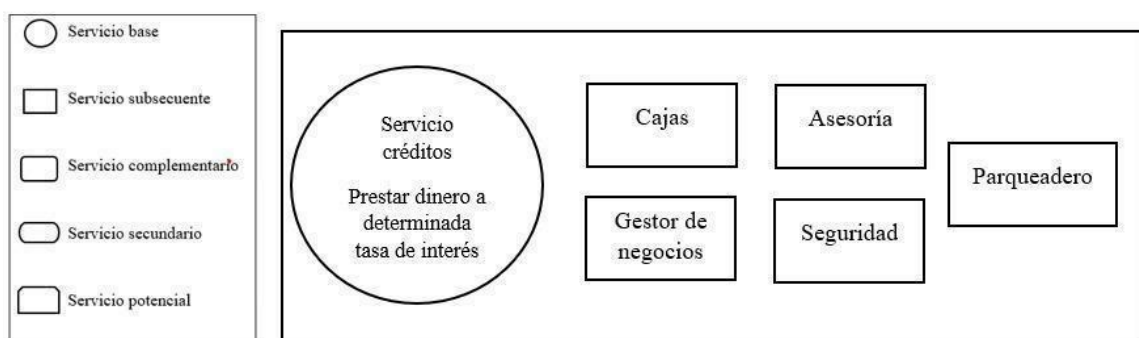 Servicio base
Servicio subsecuente
Servicio complementario
Servicio secundario
Servicio potencial
Servicio
créditos
Prestar dinero a
determinada
tasa de interés
Cajas
Asesoría
Gestor de
negocios
Seguridad
Parqueadero